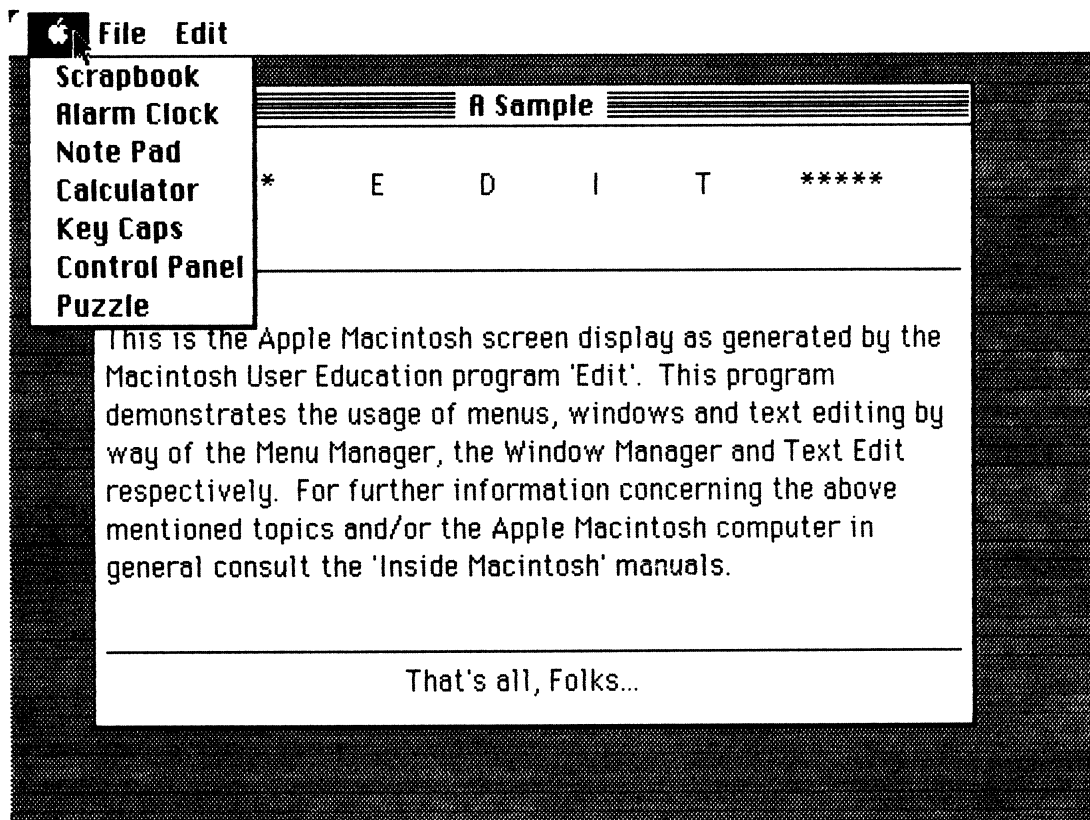 File Edit
Scrapbook
Alarm Clock
Note Pad
Calculator
Key Caps
Control Panel
Puzzle
A Sample
* E D I T *****
This is the Apple Macintosh screen display as generated by the
Macintosh User Education program 'Edit'. This program
demonstrates the usage of menus, windows and text editing by
way of the Menu Manager, the Window Manager and Text Edit
respectively. For further information concerning the above
mentioned topics and/or the Apple Macintosh computer in
general consult the 'Inside Macintosh' manuals.
That's all, Folks...